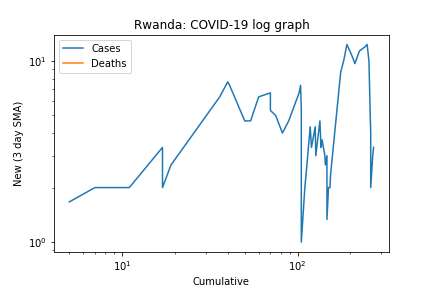 Rwanda: COVID-19 log graph
Cases
Deaths
New (3 day SMA)
10¹
10⁰
10¹
10²
Cumulative